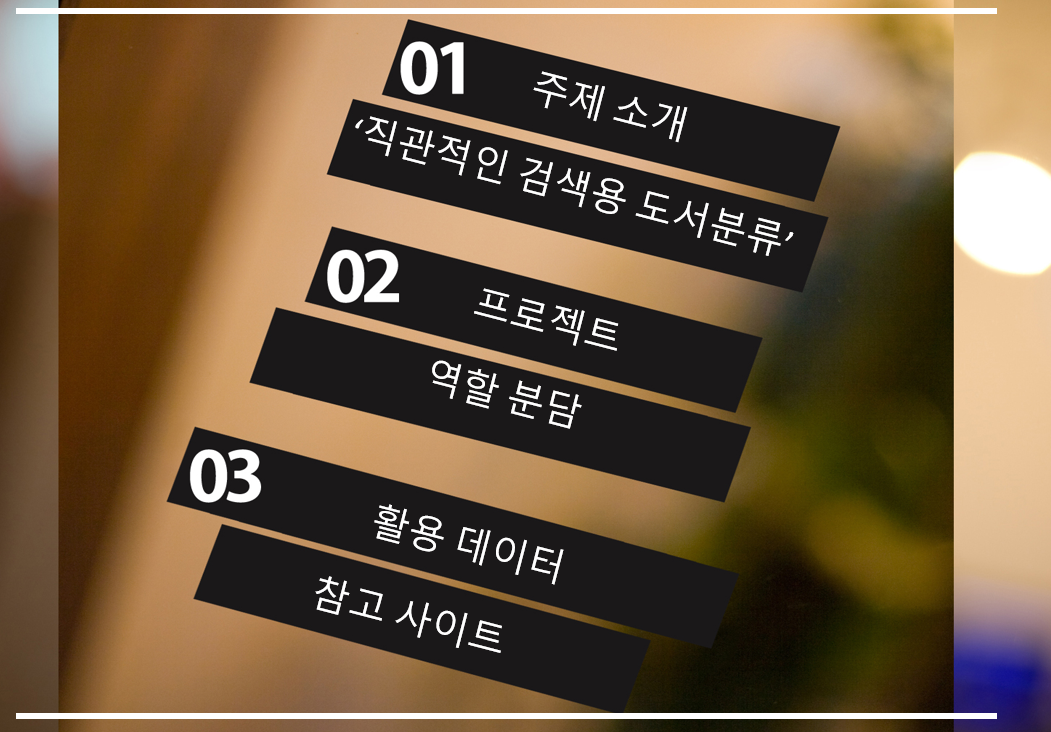 01 주제 소개
‘직관적인 검색용 도서분류’
02 프로젝트
역할 분담
03 활용 데이터
참고 사이트